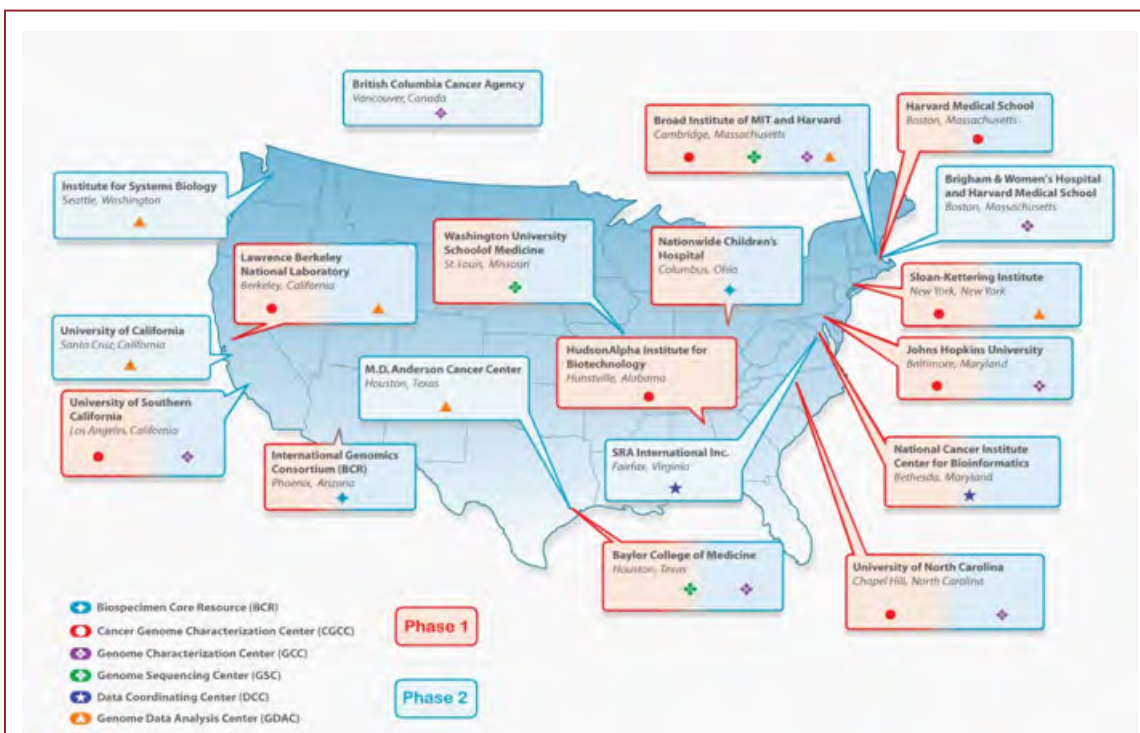 British Columbia Cancer Agency
Vancouver, Canada
Broad Institute of MIT and Harvard
Cambridge, Massachusetts
Harvard Medical School
Boston, Massachusetts
Institute for Systems Biology
Seattle, Washington
Brigham & Women's Hospital
and Harvard Medical School
Boston, Massachusetts
Lawrence Berkeley
National Laboratory
Berkeley, California
Washington University
Schoolof Medicine
St. Louis, Missouri
Nationwide Children's
Hospital
Columbus, Ohia
Sloan-Kettering Institute
New York, New York
University of California
Santa Cruz, California
M.D. Anderson Cancer Center
Houston, Texas
HudsonAlpha Institute for
Biotechnology
Hunstville, Alabama
Johns Hopkins University
Baltimore, Maryland
University of Southern
California
Los Angeles, California
International Genomics
Consortium (BCR)
Phoenix, Arizona
SRA International Inc.
Fairfax, Virginia
National Cancer Institute
Center for Bioinformatics
Bethesda, Maryland
Baylor College of Medicine
Houston, Texas
University of North Carolina
Chapel Hill, North Carolina
Biospecimen Core Resource (BCR)
Cancer Genome Characterization Center (CGCC)
Genome Characterization Center (GCC)
Genome Sequencing Center (GSC)
Data Coordinating Center (DCC)
Genome Data Analysis Center (GDAC)
Phase 1
Phase 2